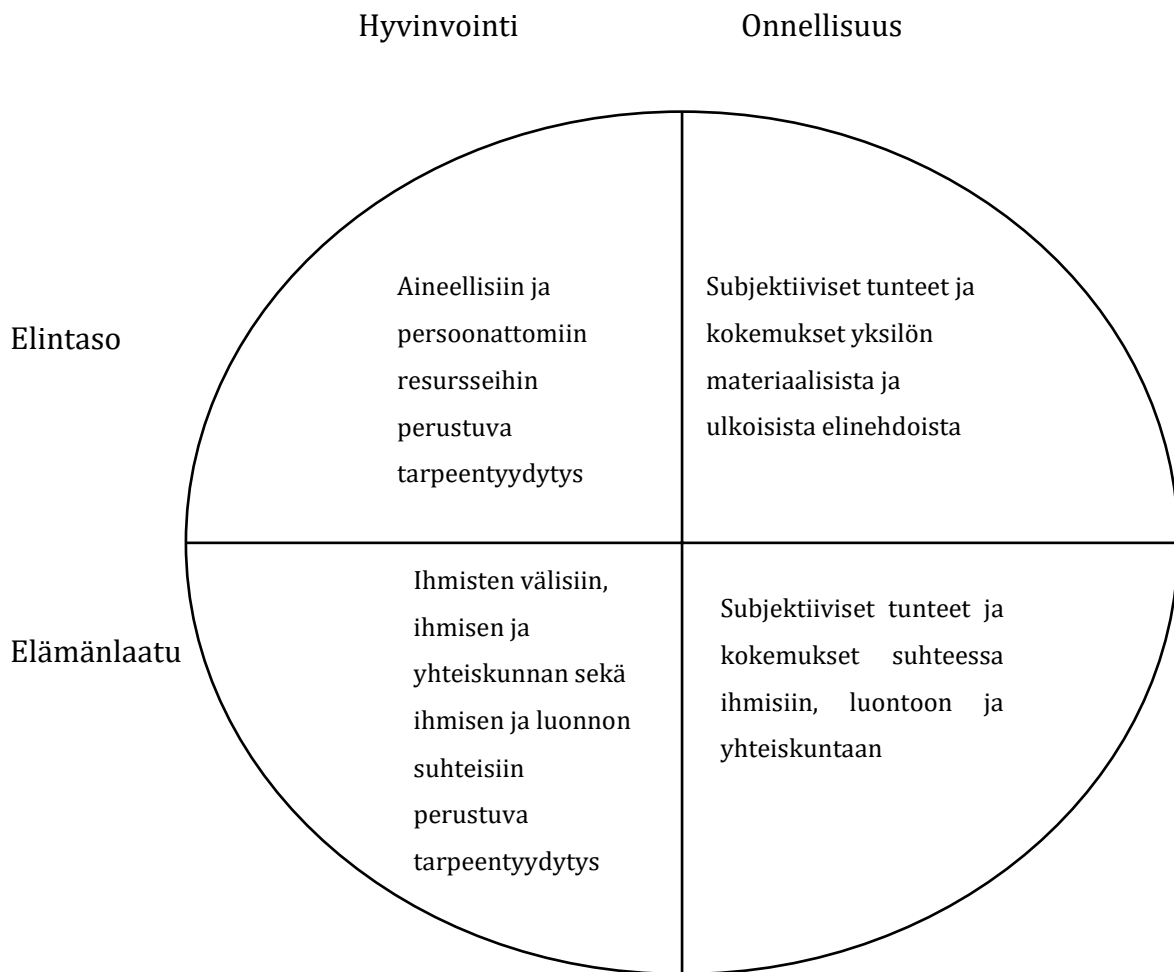 Hyvinvointi
Onnellisuus
Elintaso
Aineellisiin ja
persoonattomiin
resursseihin
perustuva
tarpeentyydytys
Subjektiiviset tunteet ja
kokemukset yksilön
materiaalisista ja
ulkoisista elinehdoista
Elämänlaatu
Ihmisten välisiin,
ihmisen ja
yhteiskunnan sekä
ihmisen ja luonnon
suhteisiin
perustuva
tarpeentyydytys
Subjektiiviset tunteet ja
kokemukset suhteessa
ihmisiin, luontoon ja
yhteiskuntaan